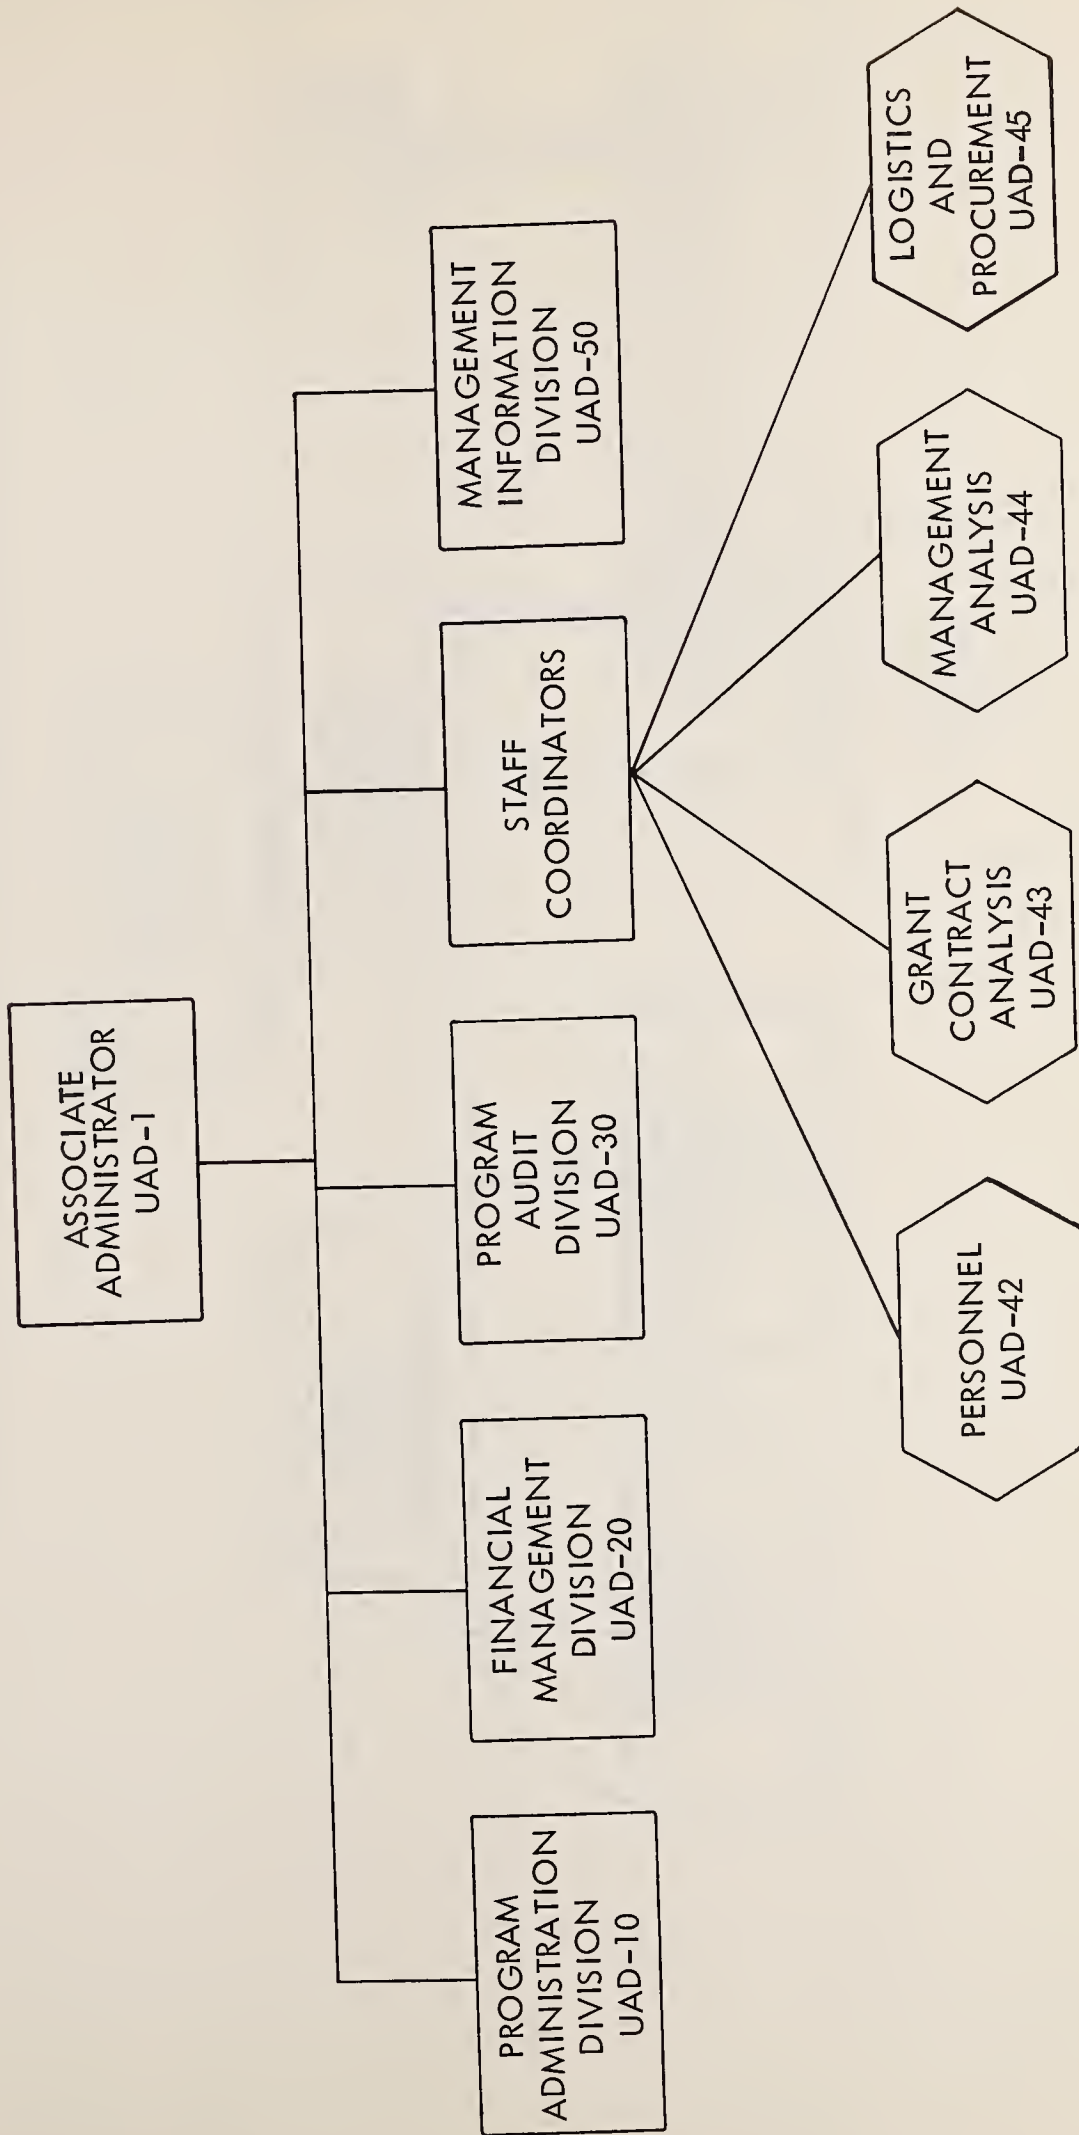 ASSOCIATE
ADMINISTRATOR
UAD-1
PROGRAM
ADMINISTRATION
DIVISION
UAD-10
FINANCIAL
MANAGEMENT
DIVISION
UAD-20
PROGRAM
AUDIT
DIVISION
UAD-30
STAFF
COORDINATORS
MANAGEMENT
INFORMATION
DIVISION
UAD-50
PERSONNEL
UAD-42
GRANT
CONTRACT
ANALYSIS
UAD-43
MANAGEMENT
ANALYSIS
UAD-44
LOGISTICS
AND
PROCUREMENT
UAD-45